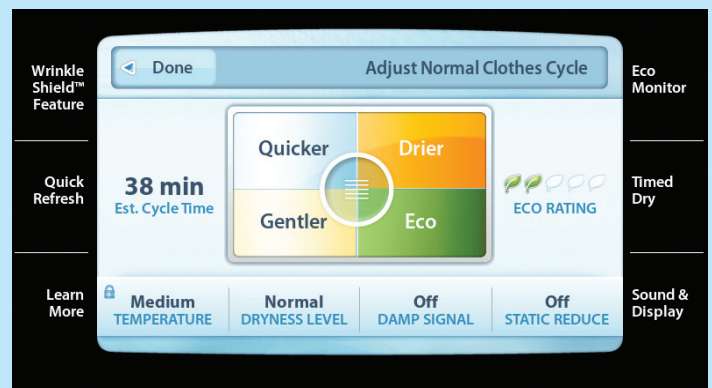 Wrinkle
Shield™
Feature
Quick
Refresh
Learn
More
Done
Adjust Normal Clothes Cycle
Quicker
Drier
Gentler
Eco
38 min
Est. Cycle Time
ECO RATING
Medium
TEMPERATURE
Normal
DRYNESS LEVEL
Off
DAMP SIGNAL
Off
STATIC REDUCE
Eco
Monitor
Timed
Dry
Sound &
Display